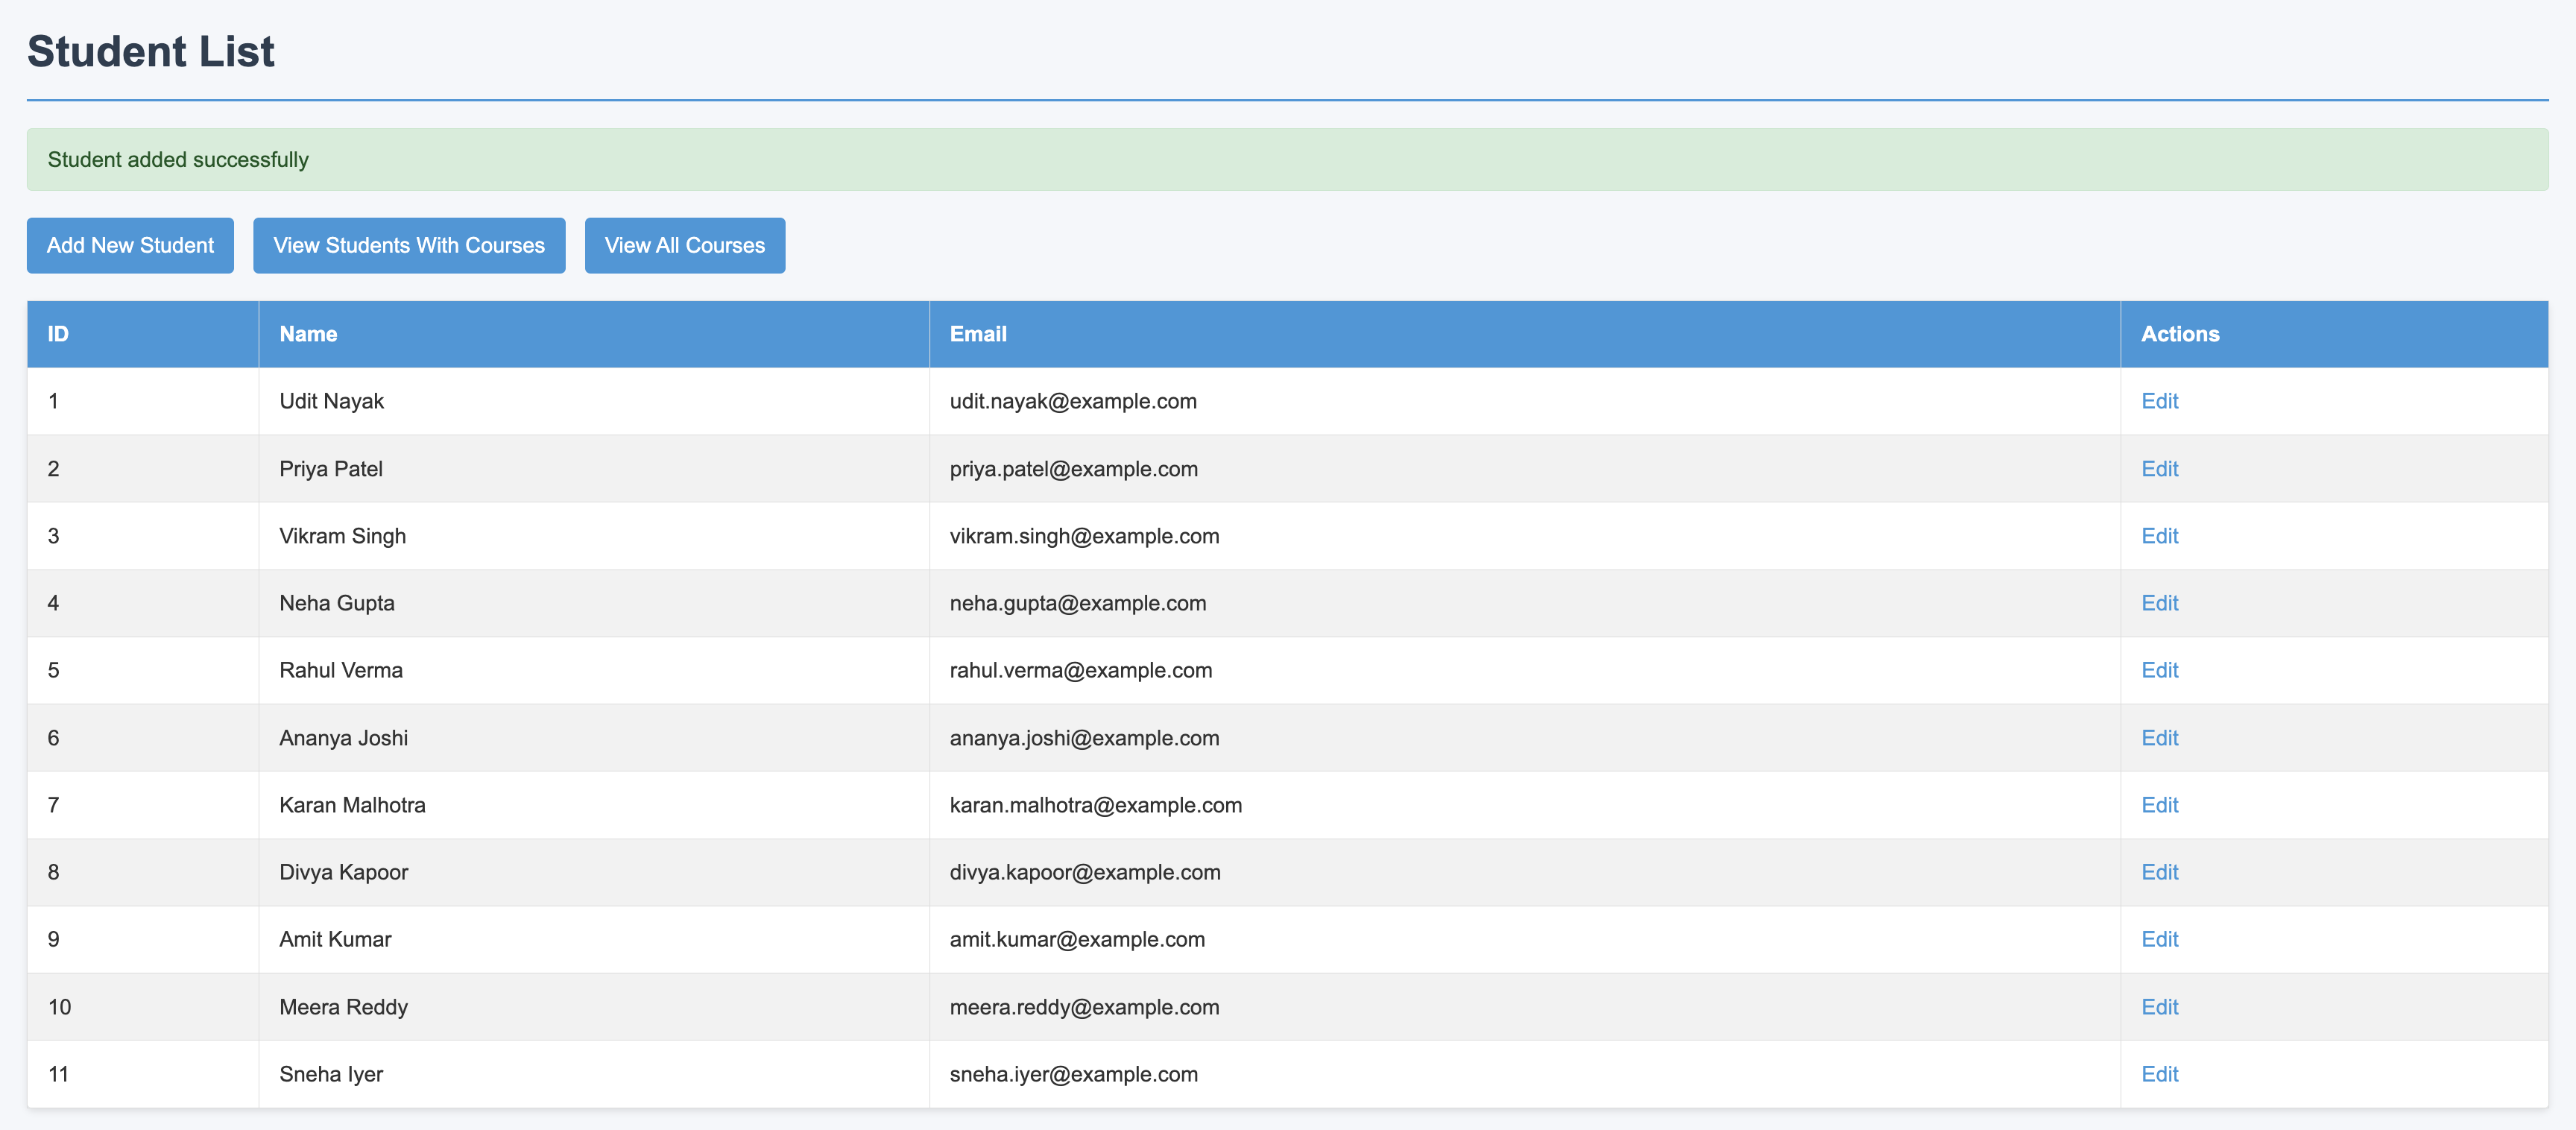 Student List
Student added successfully
Add New Student View Students With Courses View All Courses
ID Name Email Actions
1 Udit Nayak udit.nayak@example.com Edit
2 Priya Patel priya.patel@example.com Edit
3 Vikram Singh vikram.singh@example.com Edit
4 Neha Gupta neha.gupta@example.com Edit
5 Rahul Verma rahul.verma@example.com Edit
6 Ananya Joshi ananya.joshi@example.com Edit
7 Karan Malhotra karan.malhotra@example.com Edit
8 Divya Kapoor divya.kapoor@example.com Edit
9 Amit Kumar amit.kumar@example.com Edit
10 Meera Reddy meera.reddy@example.com Edit
11 Sneha Iyer sneha.iyer@example.com Edit